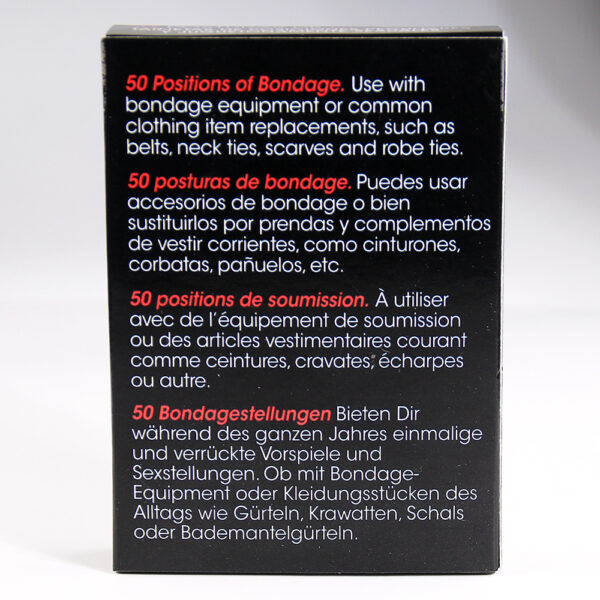 50 Positions of Bondage. Use with
bondage equipment or common
clothing item replacements, such as
belts, neck ties, scarves and robe ties.
50 posturas de bondage. Puedes usar
accesorios de bondage o bien
sustituirlos por prendas y complementos
de vestir corrientes, como cinturones,
corbatas, pañuelos, etc.
50 positions de soumission. À utiliser
avec de l'équipement de soumission
ou des articles vestimentaires courant
comme ceintures, cravates, écharpes
ou autre.
50 Bondagestellungen Bieten Dir
während des ganzen Jahres einmalige
und verrückte Vorspiele und
Sexstellungen. Ob mit Bondage-
Equipment oder Kleidungsstücken des
Alltags wie Gürteln, Krawatten, Schals
oder Bademantelgürteln.